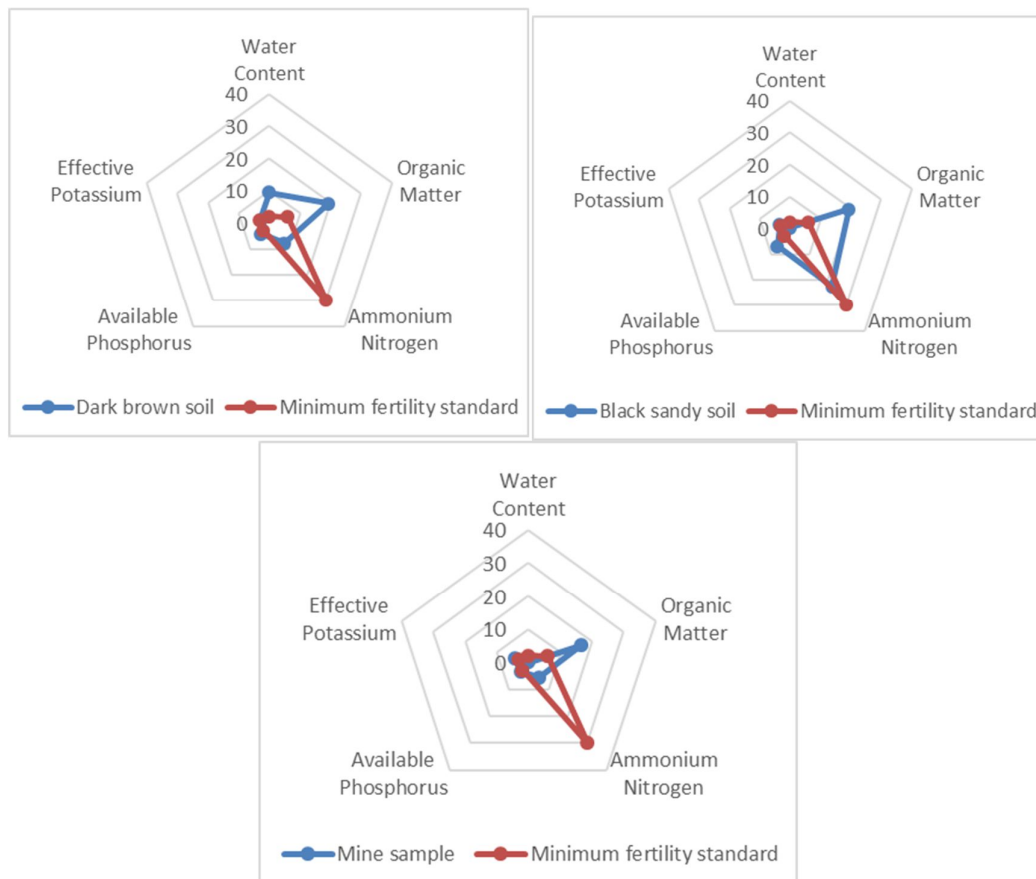 Water
Content
40
30
20
10
0
Organic
Matter
Ammonium
Nitrogen
Available
Phosphorus
Effective
Potassium
Dark brown soil
Minimum fertility standard
Water
Content
40
30
20
10
0
Organic
Matter
Ammonium
Nitrogen
Available
Phosphorus
Effective
Potassium
Black sandy soil
Minimum fertility standard
Water
Content
40
30
20
10
0
Organic
Matter
Ammonium
Nitrogen
Available
Phosphorus
Effective
Potassium
Mine sample
Minimum fertility standard